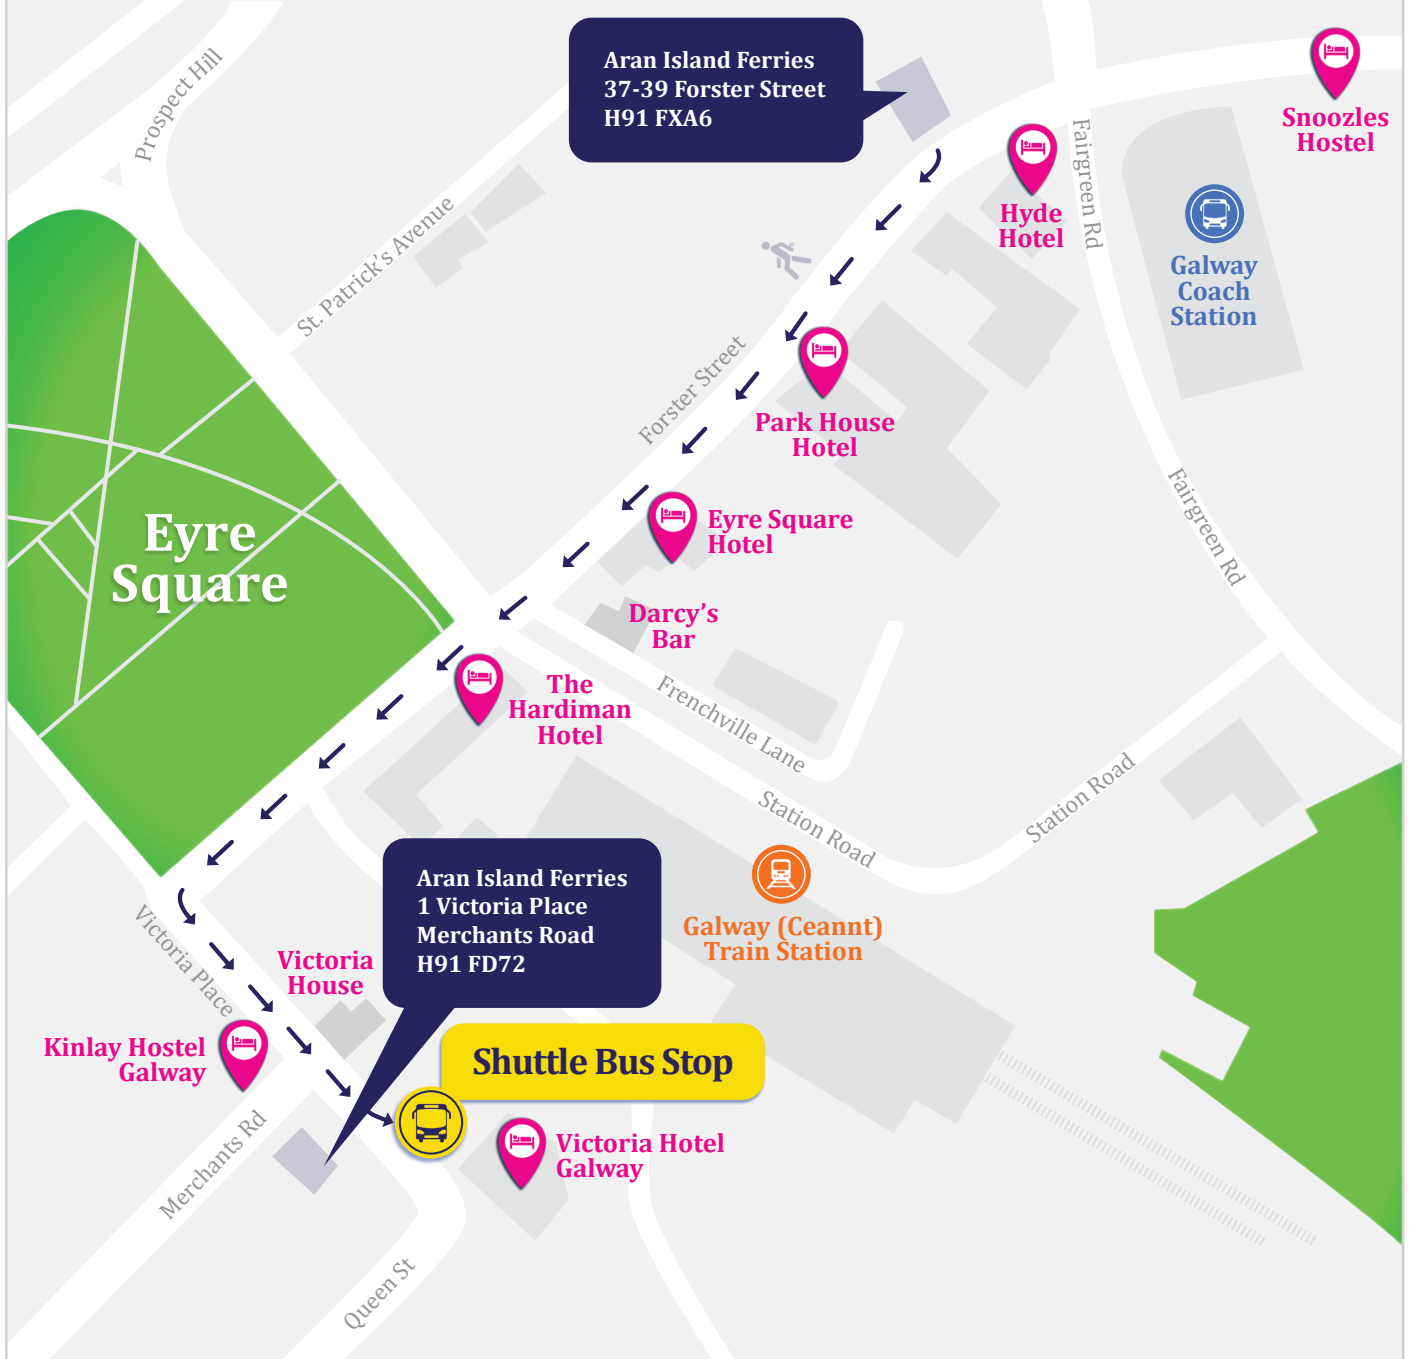 Aran Island Ferries
37-39 Forster Street
H91 FXA6
Prospect Hill
Snoozles
Hostel
Fairgreen Rd
Hyde
Hotel
Galway
Coach
Station
St. Patrick's Avenue
Forster Street
Park House
Hotel
Fairgreen Rd
Eyre
Square
Eyre Square
Hotel
Darcy's
Bar
The
Hardiman
Hotel
Frenchville Lane
Station Road
Station Road
Aran Island Ferries
1 Victoria Place
Merchants Road
H91 FD72
Galway (Ceannt)
Train Station
Victoria Place
Victoria
House
Kinlay Hostel
Galway
Shuttle Bus Stop
Merchants Rd
Victoria Hotel
Galway
Queen St